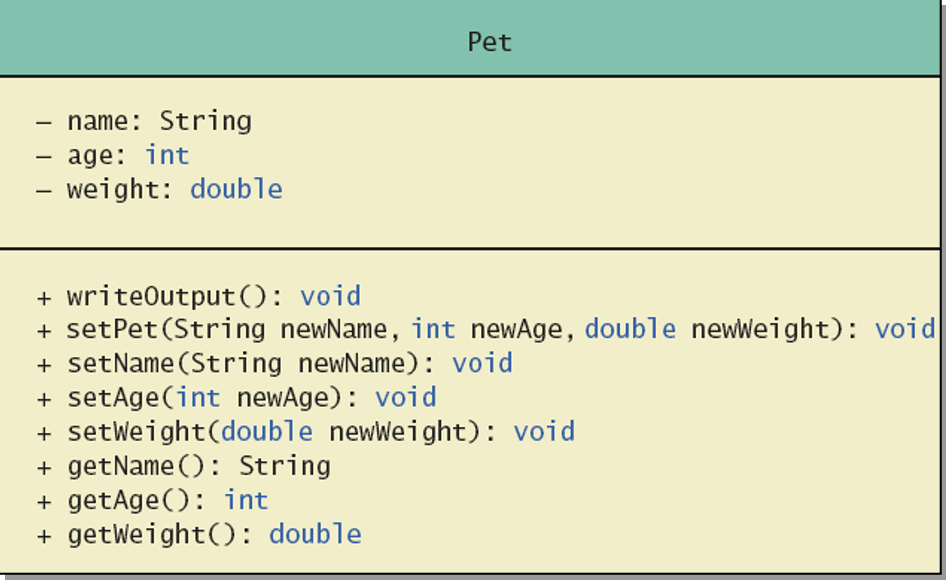 Pet
– name: String
– age: int
– weight: double
+ writeOutput(): void
+ setPet(String newName, int newAge, double newWeight): void
+ setName(String newName): void
+ setAge(int newAge): void
+ setWeight(double newWeight): void
+ getName(): String
+ getAge(): int
+ getWeight(): double